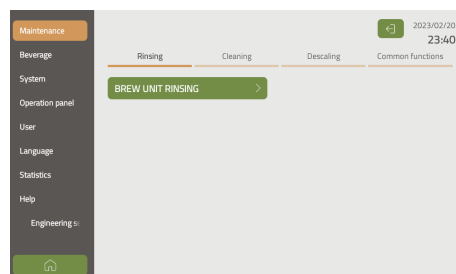 Maintenance
Beverage
System
Operation panel
User
Language
Statistics
Help
Engineering
2023/02/20
23:40
Rinsing
Cleaning
Descaling
Common functions
BREW UNIT RINSING